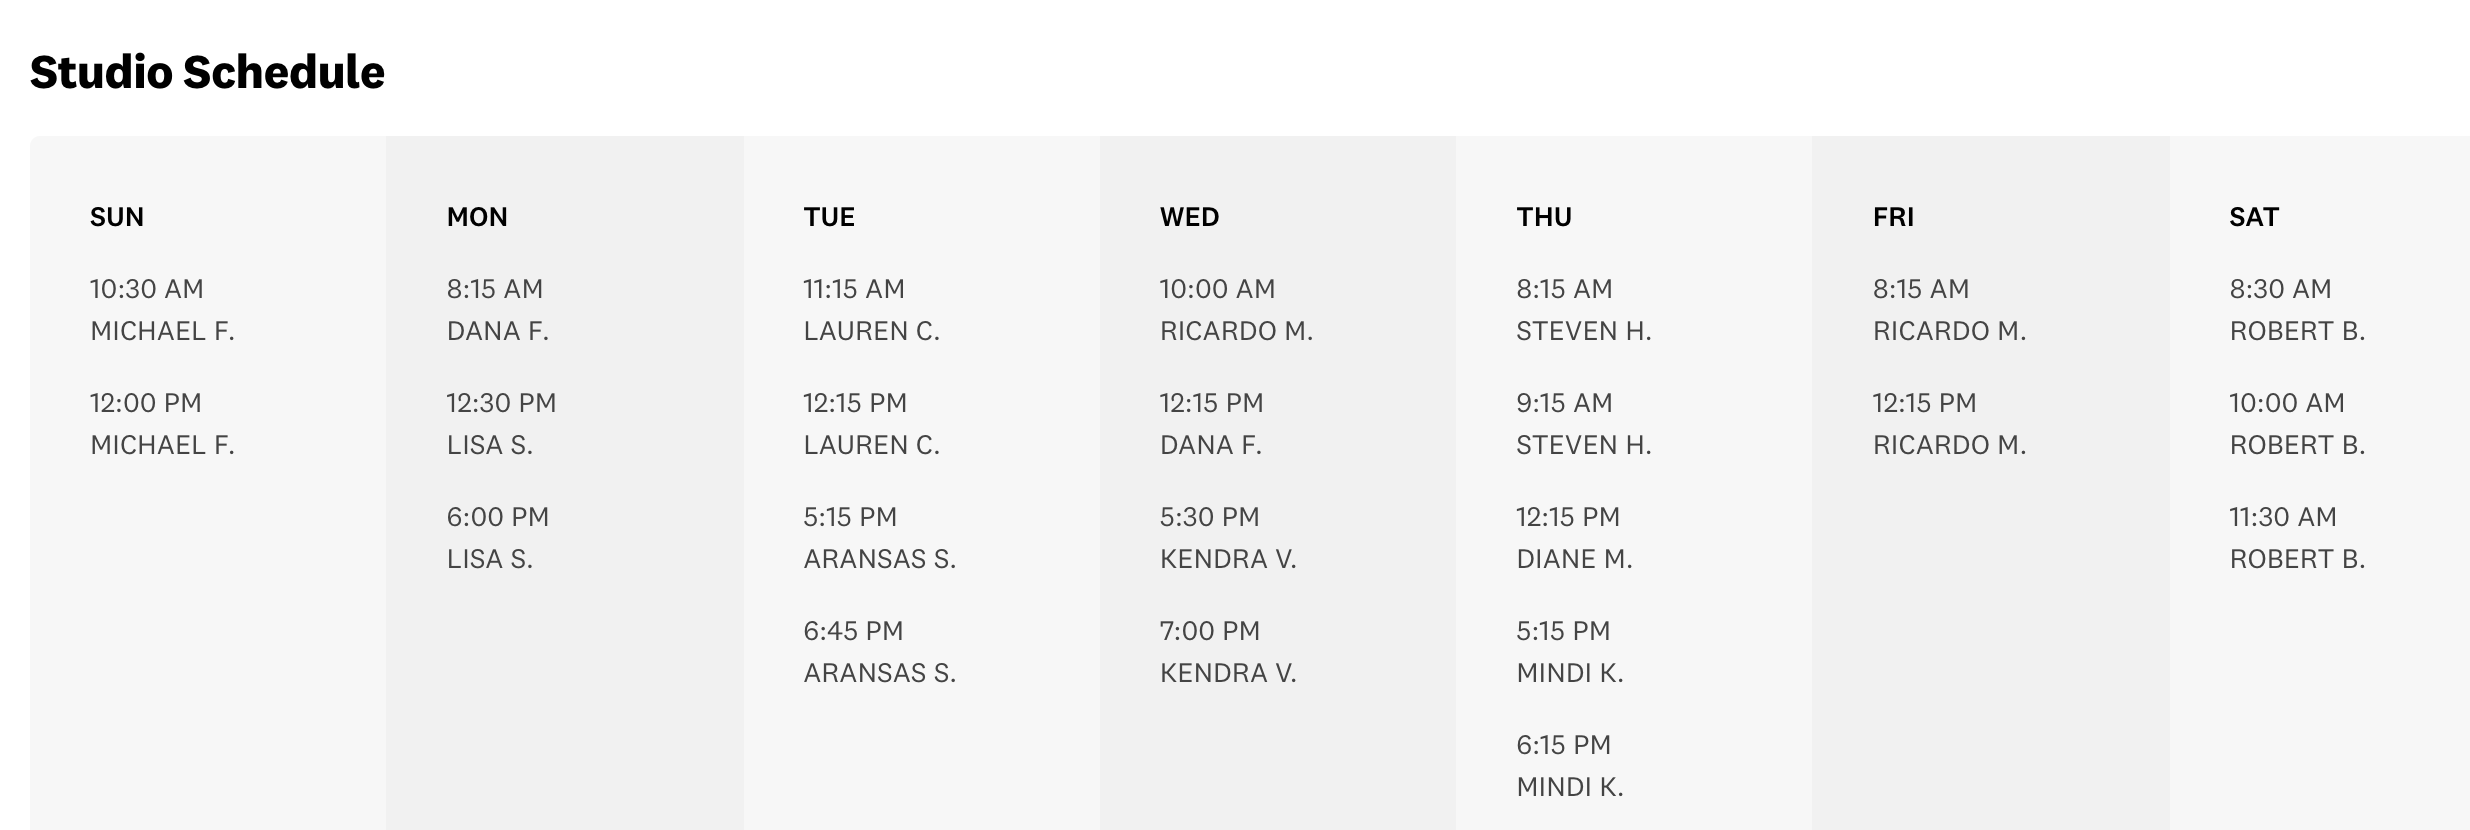 Studio Schedule
SUN
10:30 AM
MICHAEL F.
12:00 PM
MICHAEL F.
MON
8:15 AM
DANA F.
12:30 PM
LISA S.
6:00 PM
LISA S.
TUE
11:15 AM
LAUREN C.
12:15 PM
LAUREN C.
5:15 PM
ARANSAS S.
6:45 PM
ARANSAS S.
WED
10:00 AM
RICARDO M.
12:15 PM
DANA F.
5:30 PM
KENDRA V.
7:00 PM
KENDRA V.
THU
8:15 AM
STEVEN H.
9:15 AM
STEVEN H.
12:15 PM
DIANE M.
5:15 PM
MINDI K.
6:15 PM
MINDI K.
FRI
8:15 AM
RICARDO M.
12:15 PM
RICARDO M.
SAT
8:30 AM
ROBERT B.
10:00 AM
ROBERT B.
11:30 AM
ROBERT B.